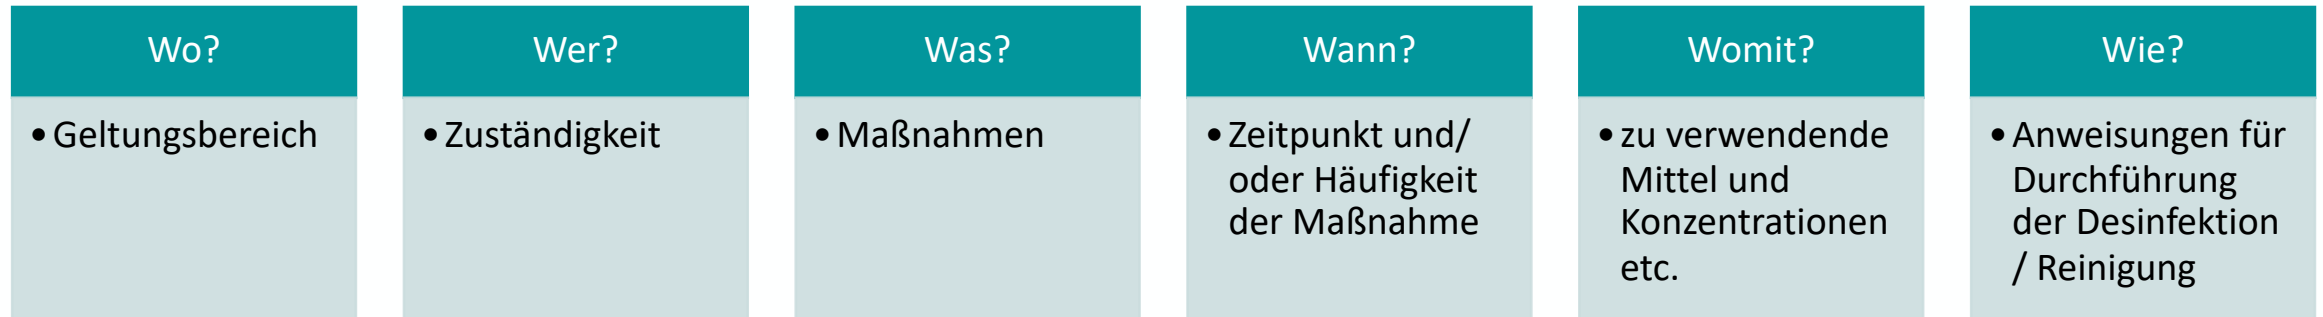 Wo?
• Geltungsbereich
Wer?
• Zuständigkeit
Was?
• Maßnahmen
Wann?
• Zeitpunkt und/
oder Häufigkeit
der Maßnahme
Womit?
• zu verwendende
Mittel und
Konzentrationen
etc.
Wie?
• Anweisungen für
Durchführung
der Desinfektion
/ Reinigung